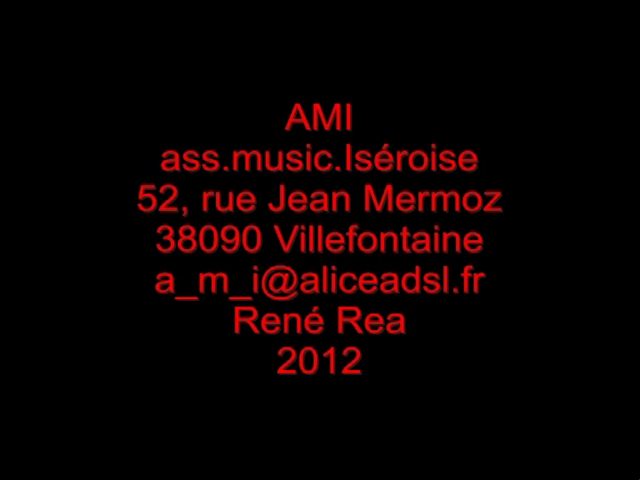 AMI
ass.music.Iséroise
52, rue Jean Mermoz
38090 Villefontaine
a_m_i@aliceadsl.fr
René Rea
2012